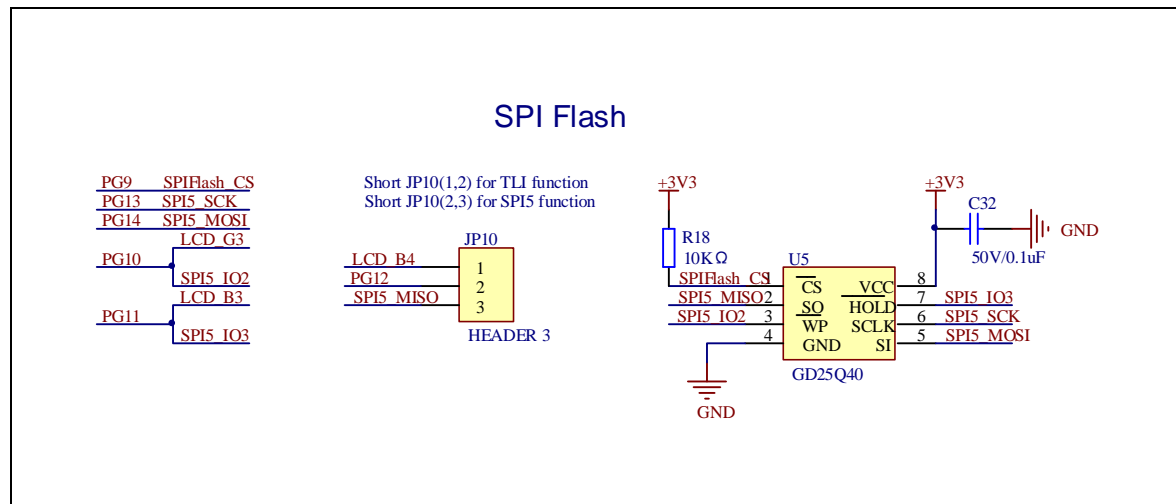 SPI Flash
PG9 SPIFlash_CS
PG13 SPI5_SCK
PG14 SPI5_MOSI
LCD_G3
PG10
SPI5_IO2
LCD_B3
PG11
SPI5_IO3
Short JP10(1,2) for TLI function
Short JP10(2,3) for SPI5 function
JP10
LCD_B4 1
PG12 2
SPI5_MISO 3
HEADER 3
+3V3
R18
10KΩ
+3V3
C32
GND
50V/0.1uF
U5
SPIFlash_CS 1 CS VCC 8
SPI5_MISO 2 SO HOLD 7 SPI5_IO3
SPI5_IO2 3 WP SCLK 6 SPI5_SCK
4 GND SI 5 SPI5_MOSI
GD25Q40
GND